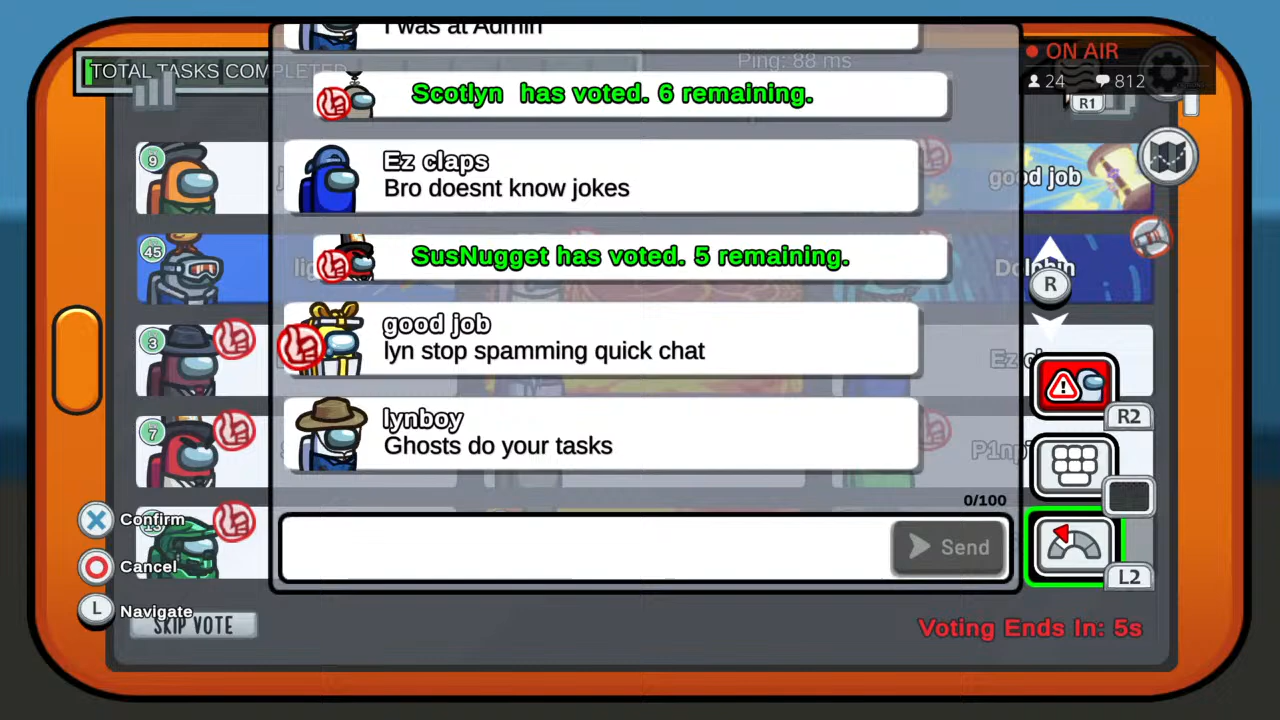 I was at Admin
ON AIR
TOTAL TASKS COMPLETED
Ping: 88 ms
24
812
R1
Scotlyn has voted. 6 remaining.
9
Ez claps
Bro doesnt know jokes
good job
45
SusNugget has voted. 5 remaining.
Dolphin
R
3
good job
lyn stop spamming quick chat
R2
7
lynboy
Ghosts do your tasks
0/100
Confirm
Send
Cancel
L2
L
Navigate
SKIP VOTE
Voting Ends In: 5s